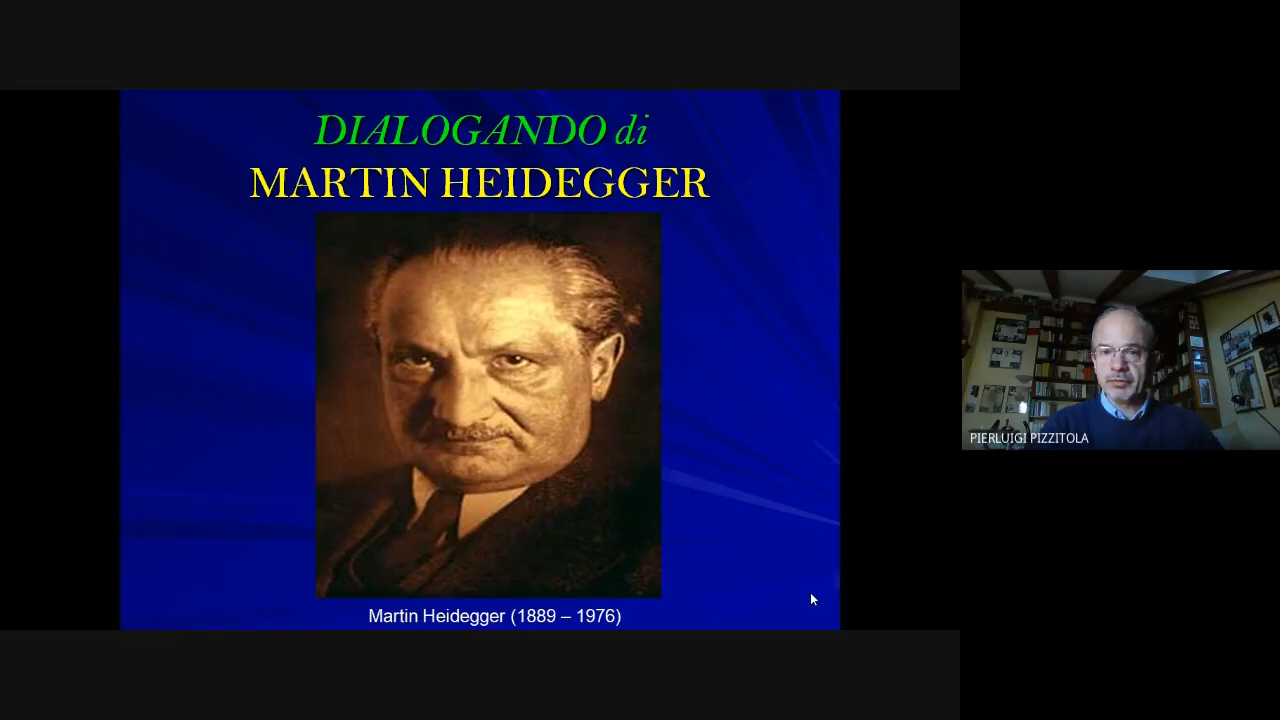 DIALOGANDO di
MARTIN HEIDEGGER
Martin Heidegger (1889 – 1976)
PIERLUIGI PIZZITOLA